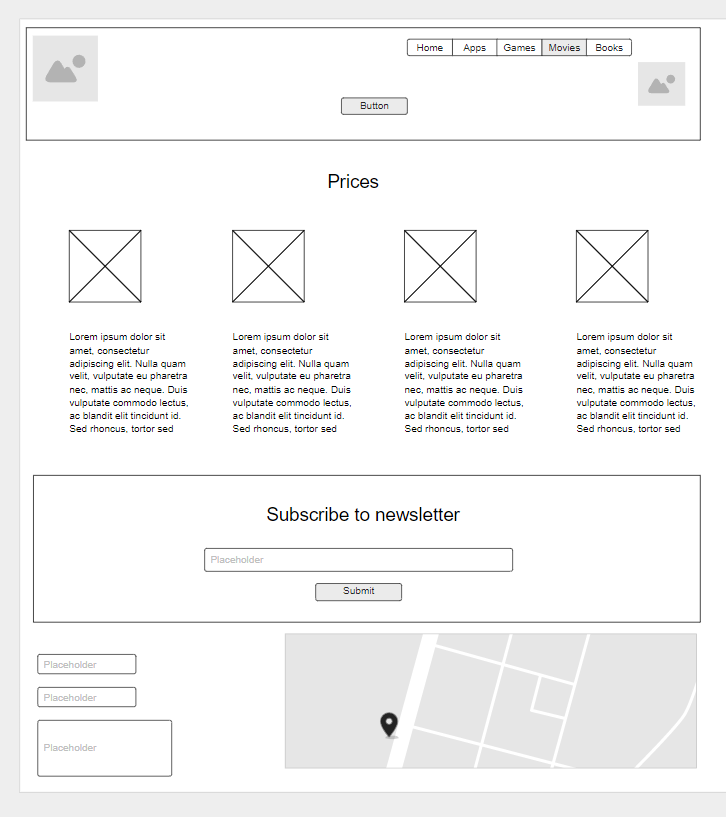 Home Apps Games Movies Books
Button
Prices
Lorem ipsum dolor sit
amet, consectetur
adipiscing elit. Nulla quam
velit, vulputate eu pharetra
nec, mattis ac neque. Duis
vulputate commodo lectus,
ac blandit elit tincidunt id.
Sed rhoncus, tortor sed
Lorem ipsum dolor sit
amet, consectetur
adipiscing elit. Nulla quam
velit, vulputate eu pharetra
nec, mattis ac neque. Duis
vulputate commodo lectus,
ac blandit elit tincidunt id.
Sed rhoncus, tortor sed
Lorem ipsum dolor sit
amet, consectetur
adipiscing elit. Nulla quam
velit, vulputate eu pharetra
nec, mattis ac neque. Duis
vulputate commodo lectus,
ac blandit elit tincidunt id.
Sed rhoncus, tortor sed
Lorem ipsum dolor sit
amet, consectetur
adipiscing elit. Nulla quam
velit, vulputate eu pharetra
nec, mattis ac neque. Duis
vulputate commodo lectus,
ac blandit elit tincidunt id.
Sed rhoncus, tortor sed
Subscribe to newsletter
Placeholder
Submit
Placeholder
Placeholder
Placeholder